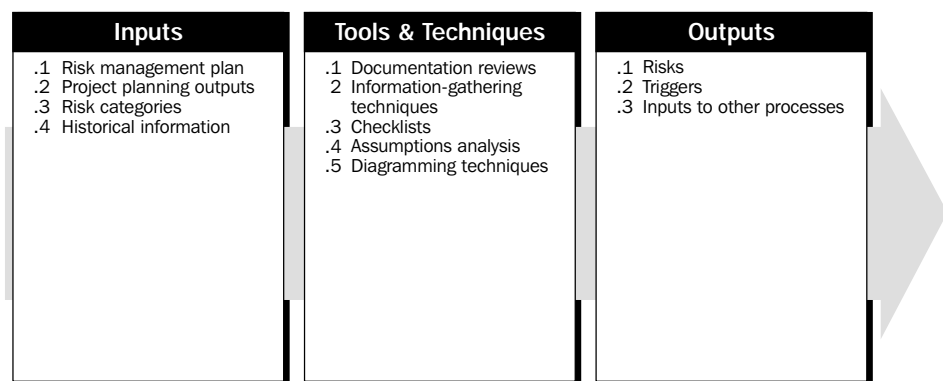 Inputs
.1 Risk management plan
.2 Project planning outputs
.3 Risk categories
.4 Historical information
Tools & Techniques
.1 Documentation reviews
2 Information-gathering
techniques
.3 Checklists
.4 Assumptions analysis
.5 Diagramming techniques
Outputs
.1 Risks
.2 Triggers
.3 Inputs to other processes